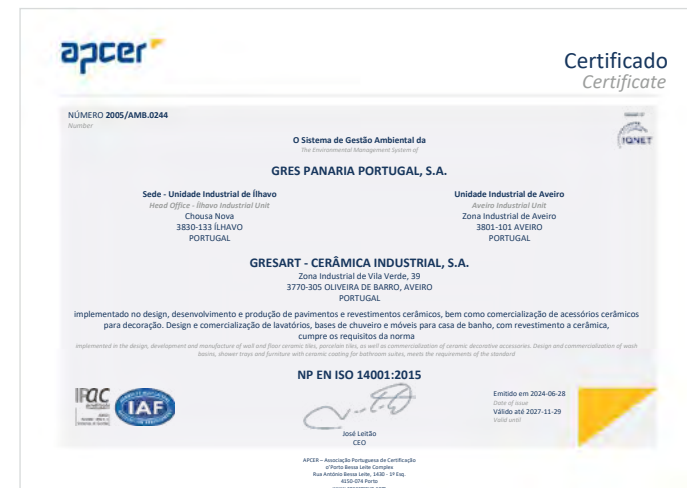 apcer
Certificado
Certificate
NÚMERO 2005/AMB.0244
Number
IQNET
O Sistema de Gestão Ambiental da
The Environmental Management System of
GRES PANARIA PORTUGAL, S.A.
Sede - Unidade Industrial de Ílhavo
Head Office - Ílhavo Industrial Unit
Chousa Nova
3830-133 ÍLHAVO
PORTUGAL
Unidade Industrial de Aveiro
Aveiro Industrial Unit
Zona Industrial de Aveiro
3801-101 AVEIRO
PORTUGAL
GRESART - CERÂMICA INDUSTRIAL, S.A.
Zona Industrial de Vila Verde, 39
3770-305 OLIVEIRA DE BARRO, AVEIRO
PORTUGAL
implementado no design, desenvolvimento e produção de pavimentos e revestimentos cerâmicos, bem como comercialização de acessórios cerâmicos
para decoração. Design e comercialização de lavatórios, bases de chuveiro e móveis para casa de banho, com revestimento a cerâmica,
cumpre os requisitos da norma
implemented in the design, development and manufacture of wall and floor ceramic tiles, porcelain tiles, as well as commercialization of ceramic decorative accessories. Design and commercialization of wash
basins, shower trays and furniture with ceramic coating for bathroom suites, meets the requirements of the standard
NP EN ISO 14001:2015
IPAC
IAF
Emitido em 2024-06-28
Date of issue
Válido até 2027-11-29
Valid until
José Leitão
CEO
APCER – Associação Portuguesa de Certificação
o'Porto Bessa Leite Complex
Rua António Bessa Leite, 1430 - 1º Esq.
4150-074 Porto